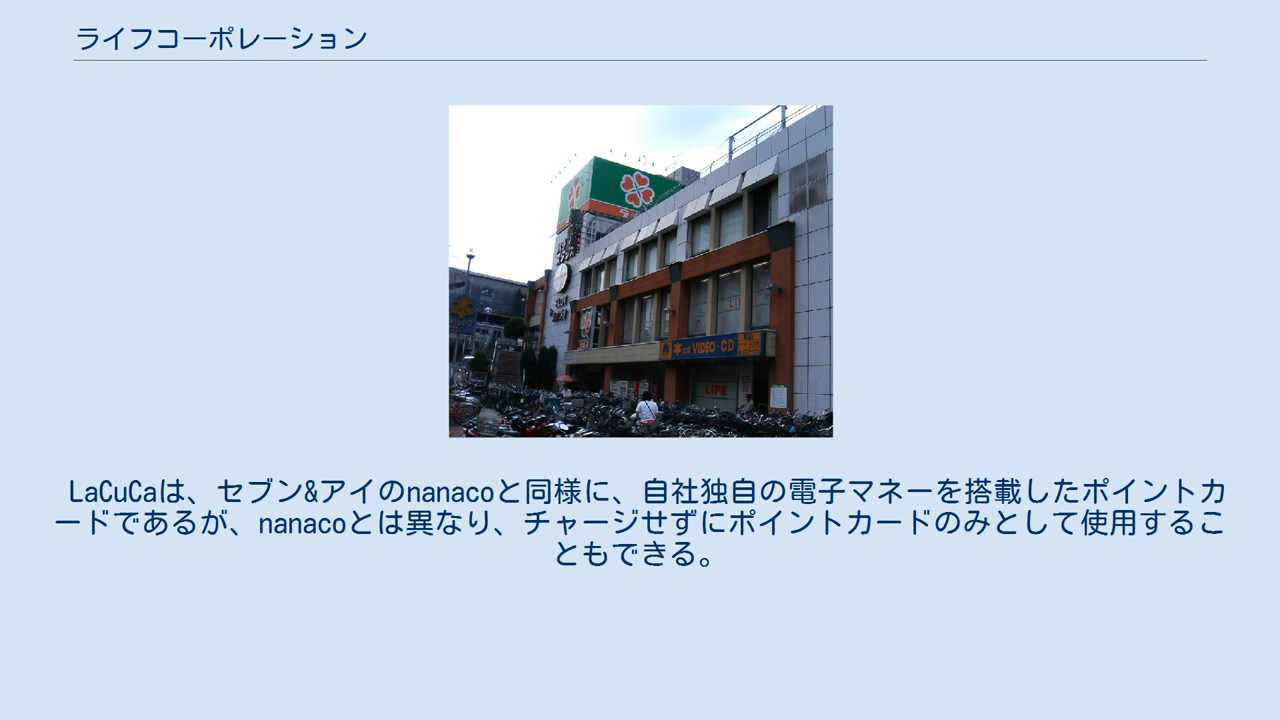 ライフコーポレーション
本 VIDEO・CD
LIFE
LaCuCaは、セブン&アイのnanacoと同様に、自社独自の電子マネーを搭載したポイントカ
ードであるが、nanacoとは異なり、チャージせずにポイントカードのみとして使用するこ
ともできる。